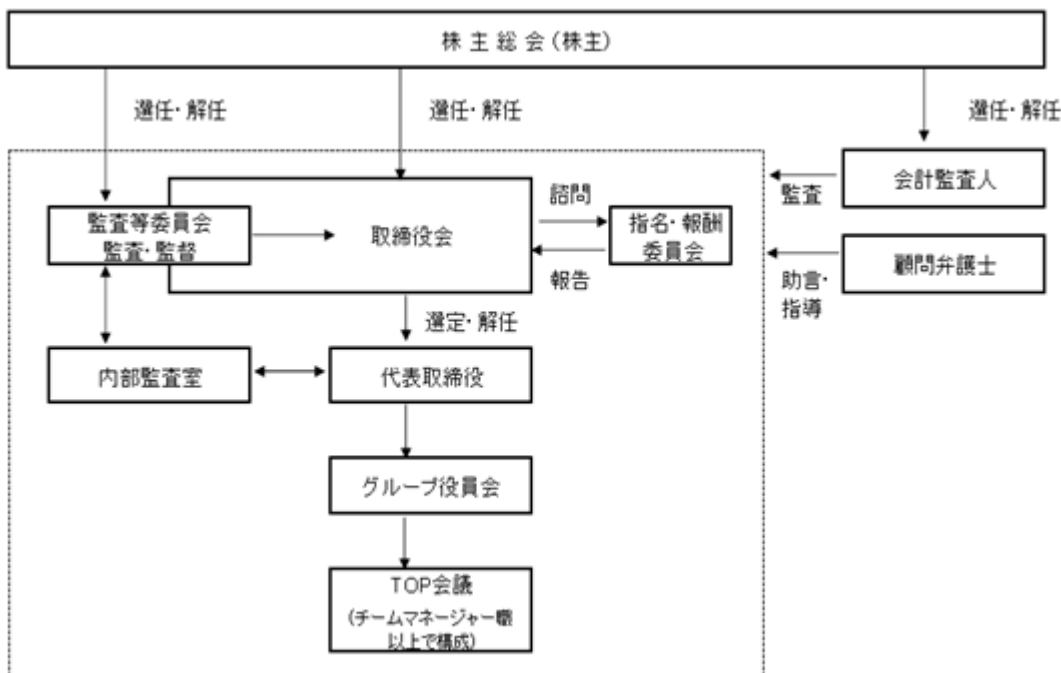 株主総会(株主)
選任・解任
選任・解任
選任・解任
監査等委員会
監査・監督
取締役会
諮問
報告
指名・報酬
委員会
監査
会計監査人
助言・
指導
顧問弁護士
選定・解任
内部監査室
代表取締役
グループ役員会
TOP会議
(チームマネージャー職
以上で構成)